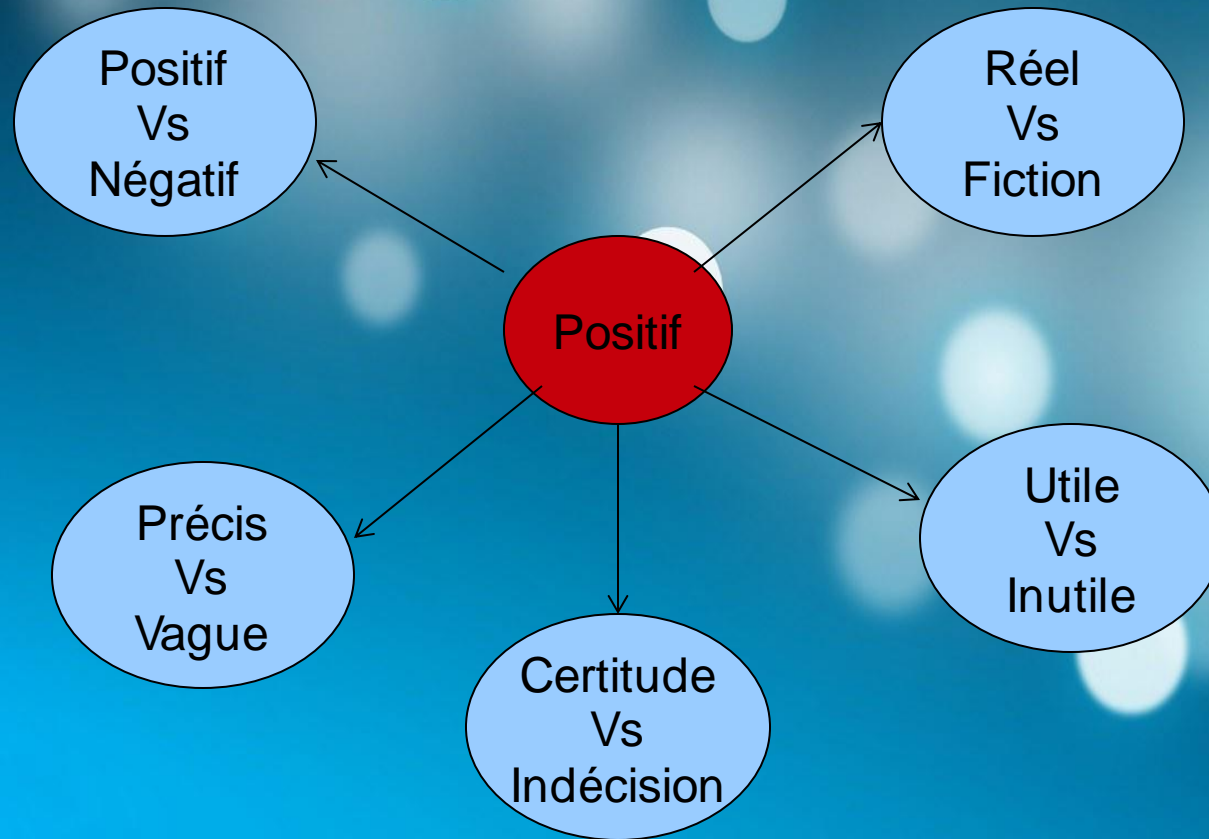 Positif
Vs
Négatif
Réel
Vs
Fiction
Positif
Précis
Vs
Vague
Utile
Vs
Inutile
Certitude
Vs
Indécision